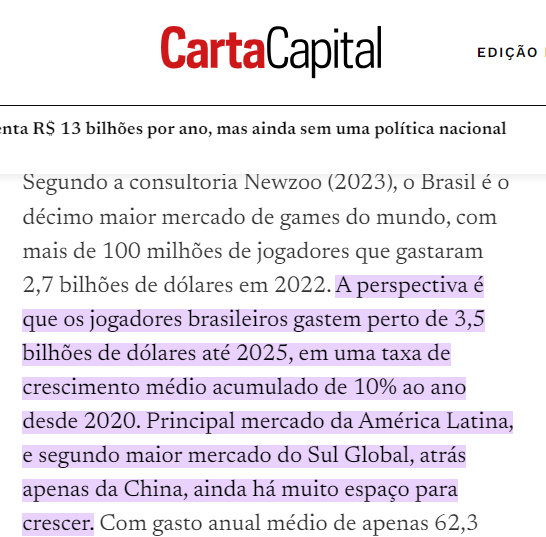 CartaCapital
EDIÇÃO
enta R$ 13 bilhões por ano, mas ainda sem uma política nacional
Segundo a consultoria Newzoo (2023), o Brasil é o
décimo maior mercado de games do mundo, com
mais de 100 milhões de jogadores que gastaram
2,7 bilhões de dólares em 2022. A perspectiva é
que os jogadores brasileiros gastem perto de 3,5
bilhões de dólares até 2025, em uma taxa de
crescimento médio acumulado de 10% ao ano
desde 2020. Principal mercado da América Latina,
e segundo maior mercado do Sul Global, atrás
apenas da China, ainda há muito espaço para
crescer. Com gasto anual médio de apenas 62,3